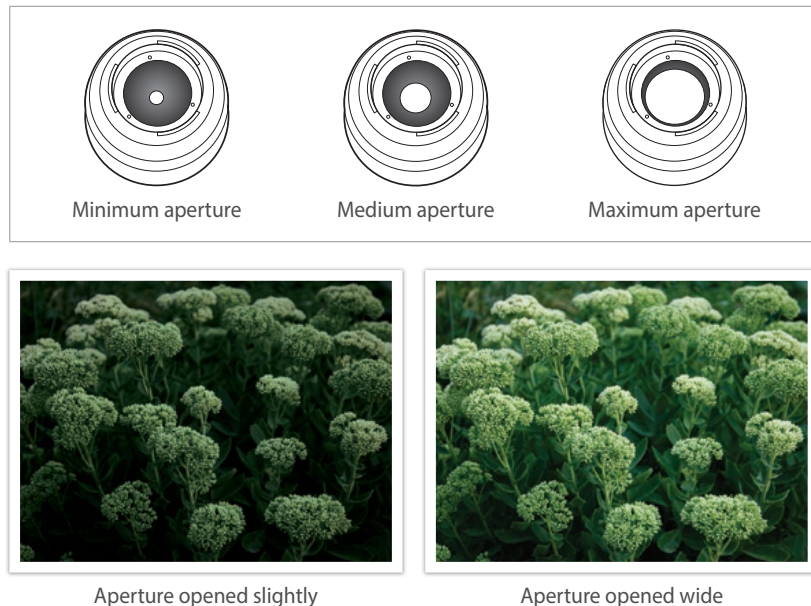 Minimum aperture
Medium aperture
Maximum aperture
Aperture opened slightly
Aperture opened wide